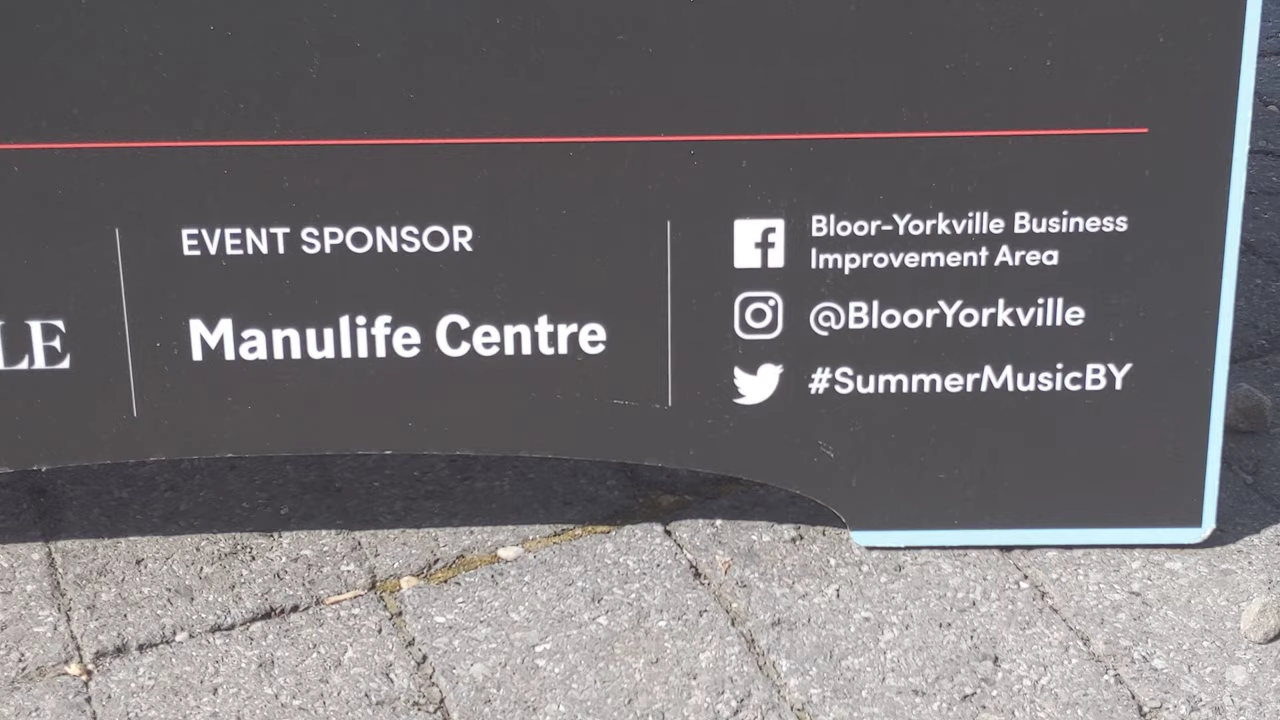 EVENT SPONSOR
Manulife Centre
Bloor-Yorkville Business
Improvement Area
@BloorYorkville
#SummerMusicBY